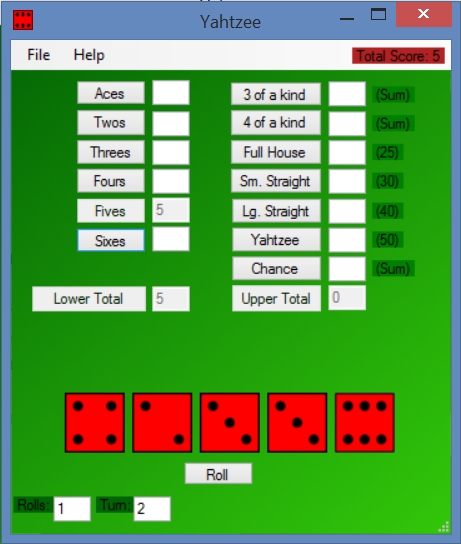 Yahtzee
File Help Total Score: 5
Aces 3 of a kind (Sum)
Twos 4 of a kind (Sum)
Threes Full House (25)
Fours Sm. Straight (30)
Fives 5 Lg. Straight (40)
Sixes Yahtzee (50)
Chance (Sum)
Lower Total 5 Upper Total 0
Roll
Rolls: 1 Turn: 2